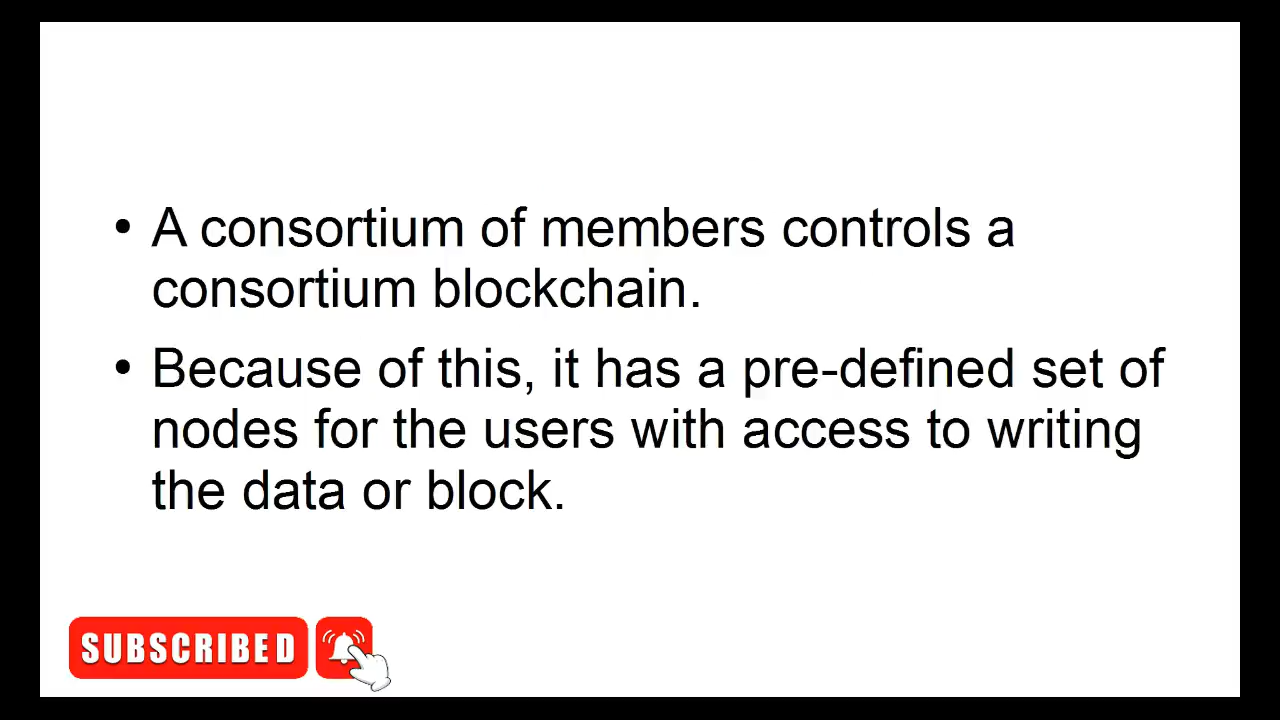 • A consortium of members controls a
consortium blockchain.
• Because of this, it has a pre-defined set of
nodes for the users with access to writing
the data or block.
SUBSCRIBED